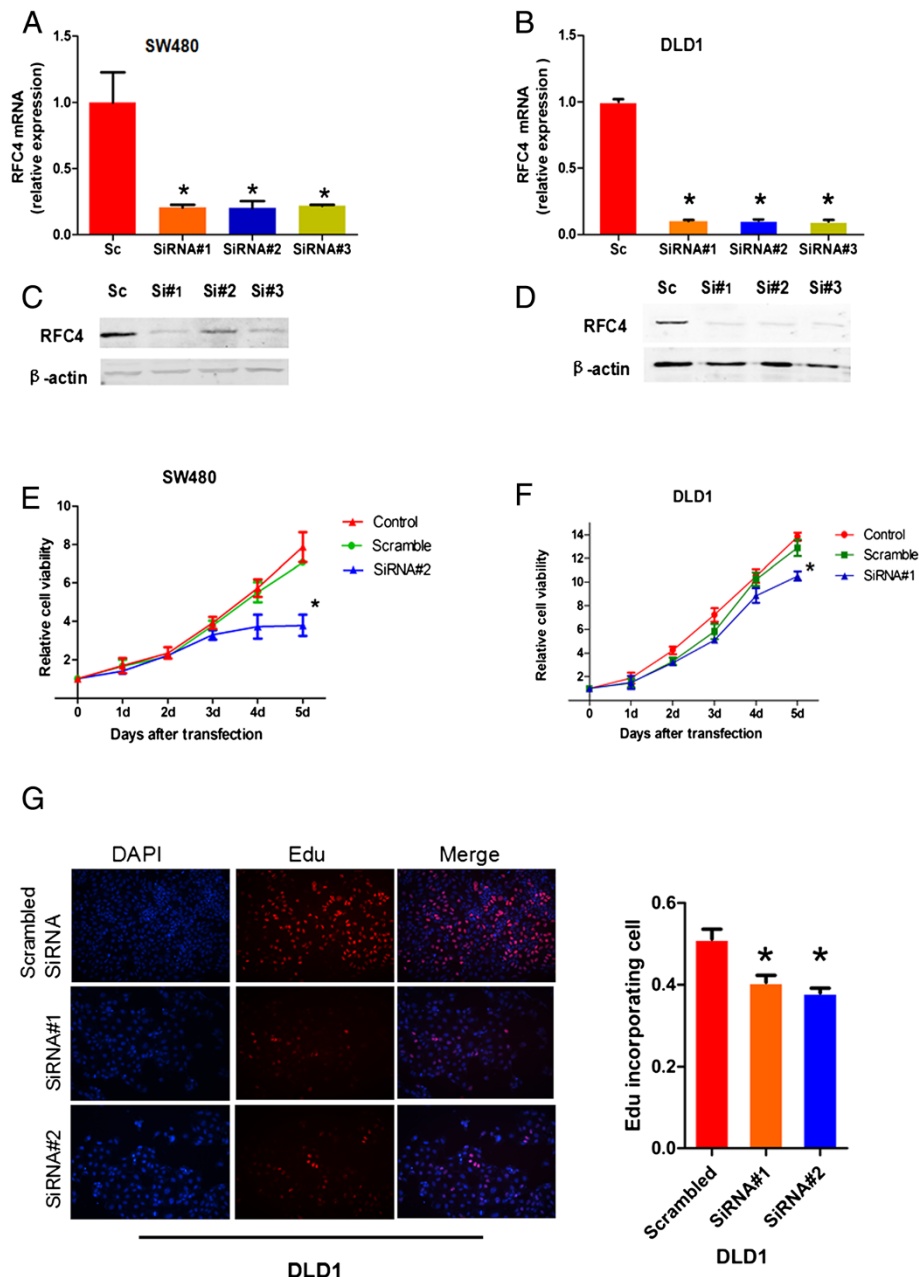 A
SW480
RFC4 mRNA
(relative expression)
1.5
1.0
0.5
0.0
*
*
*
Sc
SiRNA#1
SiRNA#2
SiRNA#3
B
DLD1
RFC4 mRNA
(relative expression )
1.5
1.0
0.5
0.0
*
*
*
Sc
SiRNA#1
SiRNA#2
SiRNA#3
C
Sc Si#1 Si#2 Si#3
RFC4
β-actin
D
Sc Si#1 Si#2 Si#3
RFC4
β-actin
E
SW480
Relative cell viability
10
8
6
4
2
0 1d 2d 3d 4d 5d
Days after transfection
Control
Scramble
SiRNA#2
*
F
DLD1
Relative cell viability
14
12
10
8
6
4
2
0 1d 2d 3d 4d 5d
Days after transfection
Control
Scramble
SiRNA#1
*
G
DAPI Edu Merge
Scrambled
SiRNA
SiRNA#1
SiRNA#2
DLD1
Edu incorporating cell
0.6
0.4
0.2
0.0
*
*
Scrambled
SiRNA#1
SiRNA#2
DLD1